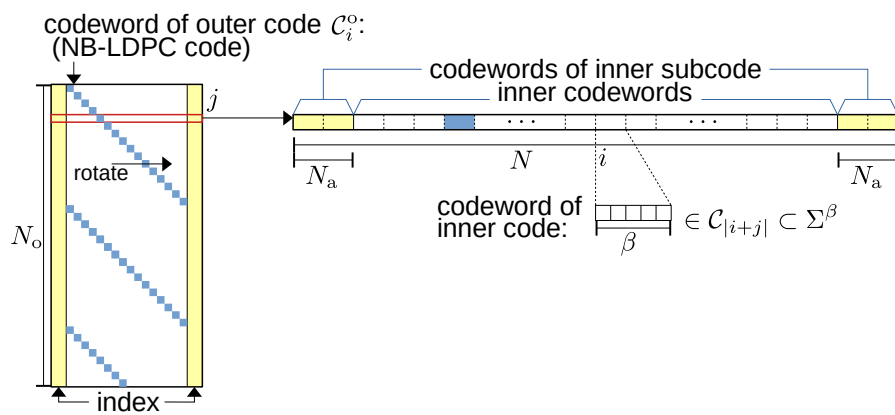 codeword of outer code 𝒞ᵢᵒ:
(NB-LDPC code)
j
rotate
Nₒ
index
codewords of inner subcode
inner codewords
··· ···
N
i
Nₐ
Nₐ
codeword of
inner code:
β
∈ 𝒞_{|i+j|} ⊂ Σ^β